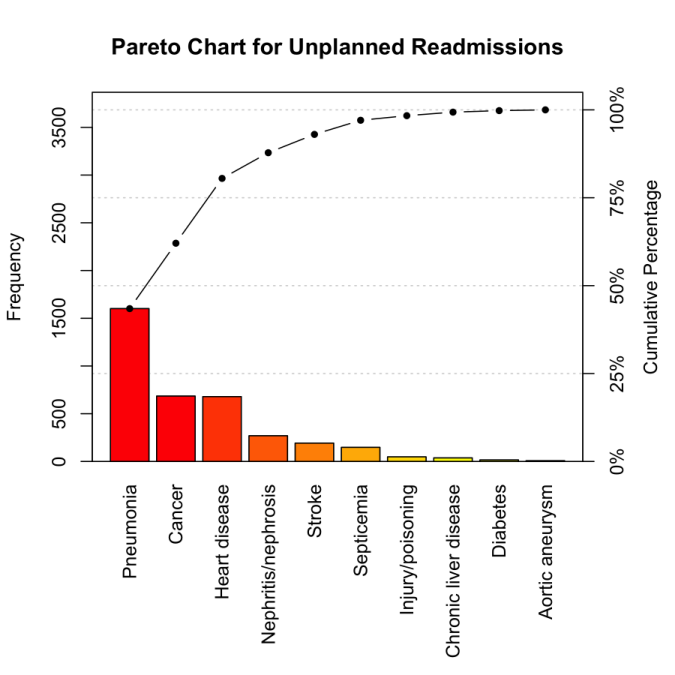 Pareto Chart for Unplanned Readmissions
Frequency
3500
2500
1500
500
0
100%
75%
50%
25%
0%
Cumulative Percentage
Pneumonia
Cancer
Heart disease
Nephritis/nephrosis
Stroke
Septicemia
Injury/poisoning
Chronic liver disease
Diabetes
Aortic aneurysm